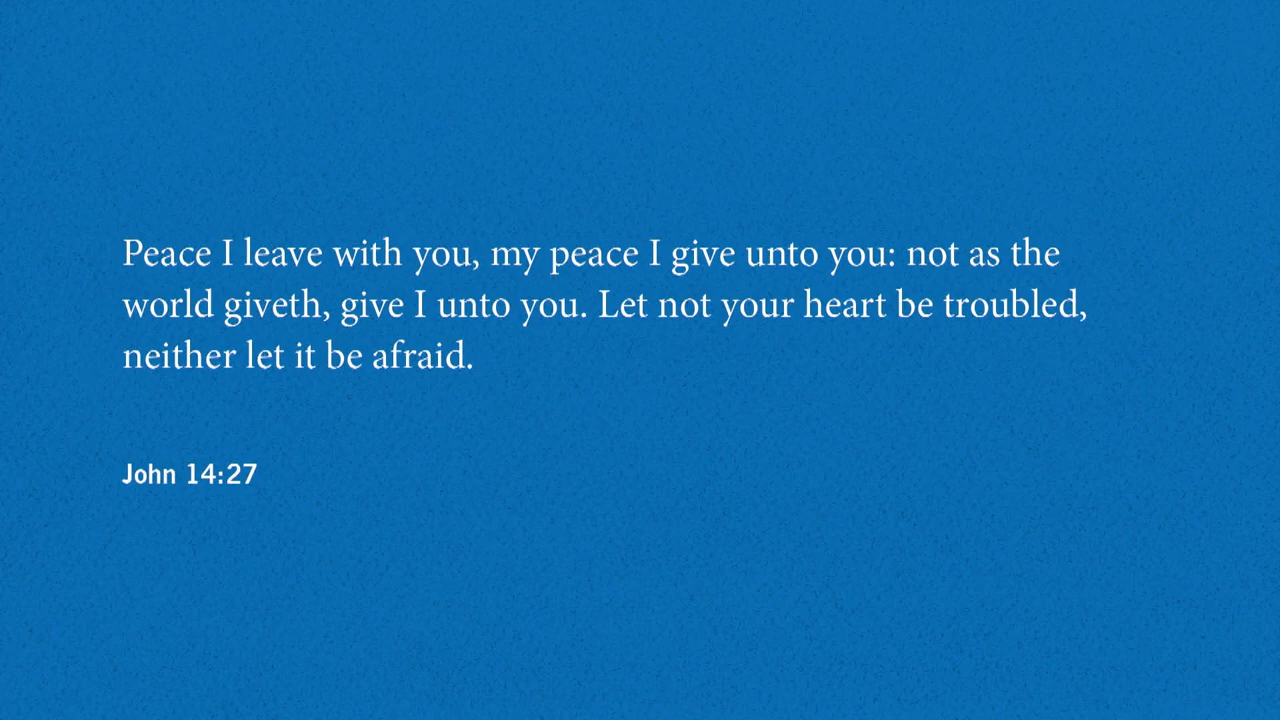 Peace I leave with you, my peace I give unto you: not as the
world giveth, give I unto you. Let not your heart be troubled,
neither let it be afraid.
John 14:27